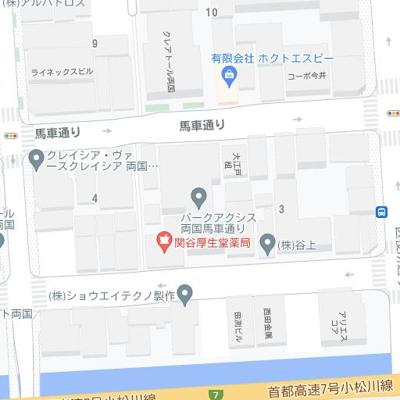 (株)アルバトロス
10
9
クレアトール両国
有限会社 ホクトエスピー
ライネックスビル
コーポ今井
馬車通り
馬車通り
クレイシア・ヴァ
ースクレイシア 両国…
大江戸
組
4
3
パークアクシス
両国馬車通り
関谷厚生堂薬局
(株)谷上
(株)ショウエイテクノ製作
ト両国
田渕ビル
西田金属
アリエス
コア
7
首都高速7号小松川線